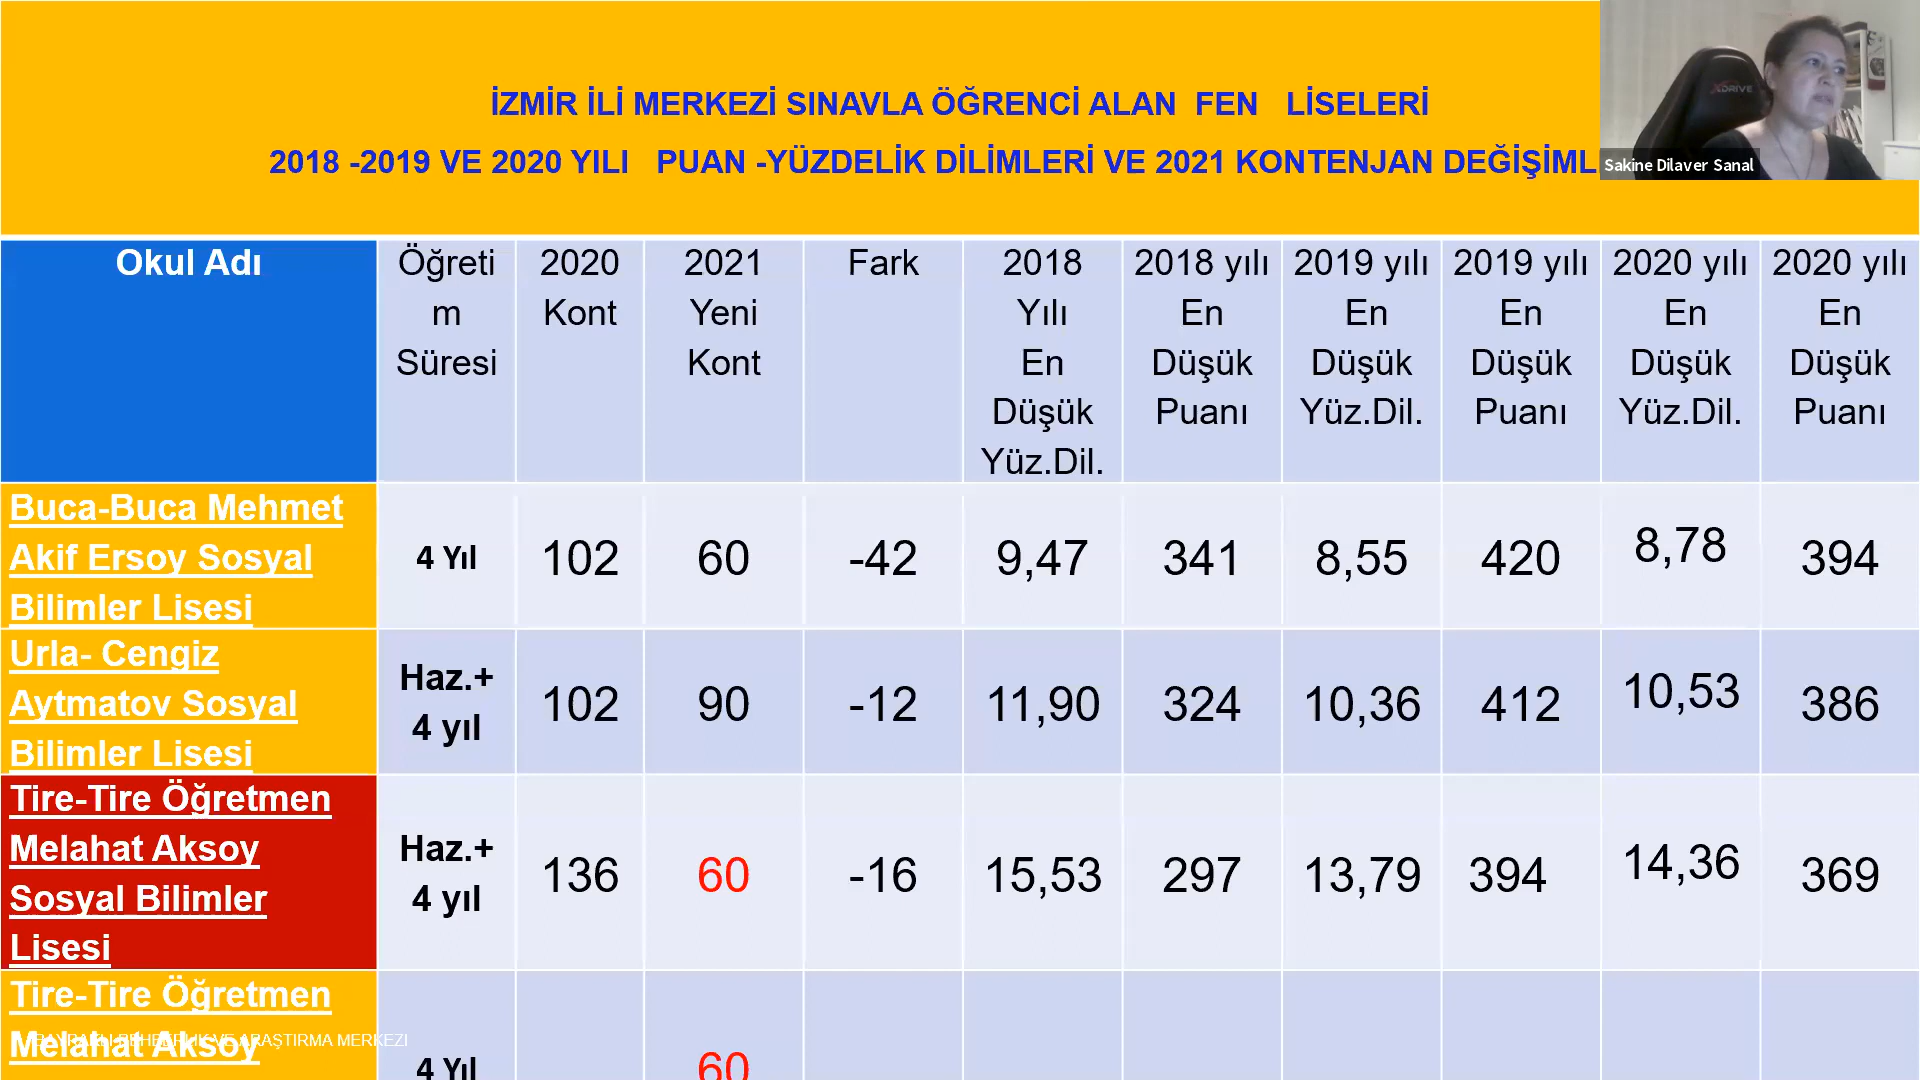 İZMİR İLİ MERKEZİ SINAVLA ÖĞRENCİ ALAN FEN LİSELERİ
2018 -2019 VE 2020 YILI PUAN -YÜZDELİK DİLİMLERİ VE 2021 KONTENJAN DEĞİŞİML
XDRIVE
Sakine Dilaver Sanal
Okul Adı
Öğreti
m
Süresi
2020
Kont
2021
Yeni
Kont
Fark
2018
Yılı
En
Düşük
Yüz.Dil.
2018 yılı
En
Düşük
Puanı
2019 yılı
En
Düşük
Yüz.Dil.
2019 yılı
En
Düşük
Puanı
2020 yılı
En
Düşük
Yüz.Dil.
2020 yılı
En
Düşük
Puanı
Buca-Buca Mehmet
Akif Ersoy Sosyal
Bilimler Lisesi
4 Yıl
102
60
-42
9,47
341
8,55
420
8,78
394
Urla- Cengiz
Aytmatov Sosyal
Bilimler Lisesi
Haz.+
4 yıl
102
90
-12
11,90
324
10,36
412
10,53
386
Tire-Tire Öğretmen
Melahat Aksoy
Sosyal Bilimler
Lisesi
Haz.+
4 yıl
136
60
-16
15,53
297
13,79
394
14,36
369
Tire-Tire Öğretmen
Melahat Aksoy
4 Yıl
60
BAYRAKLI REHBERLİK VE ARAŞTIRMA MERKEZI